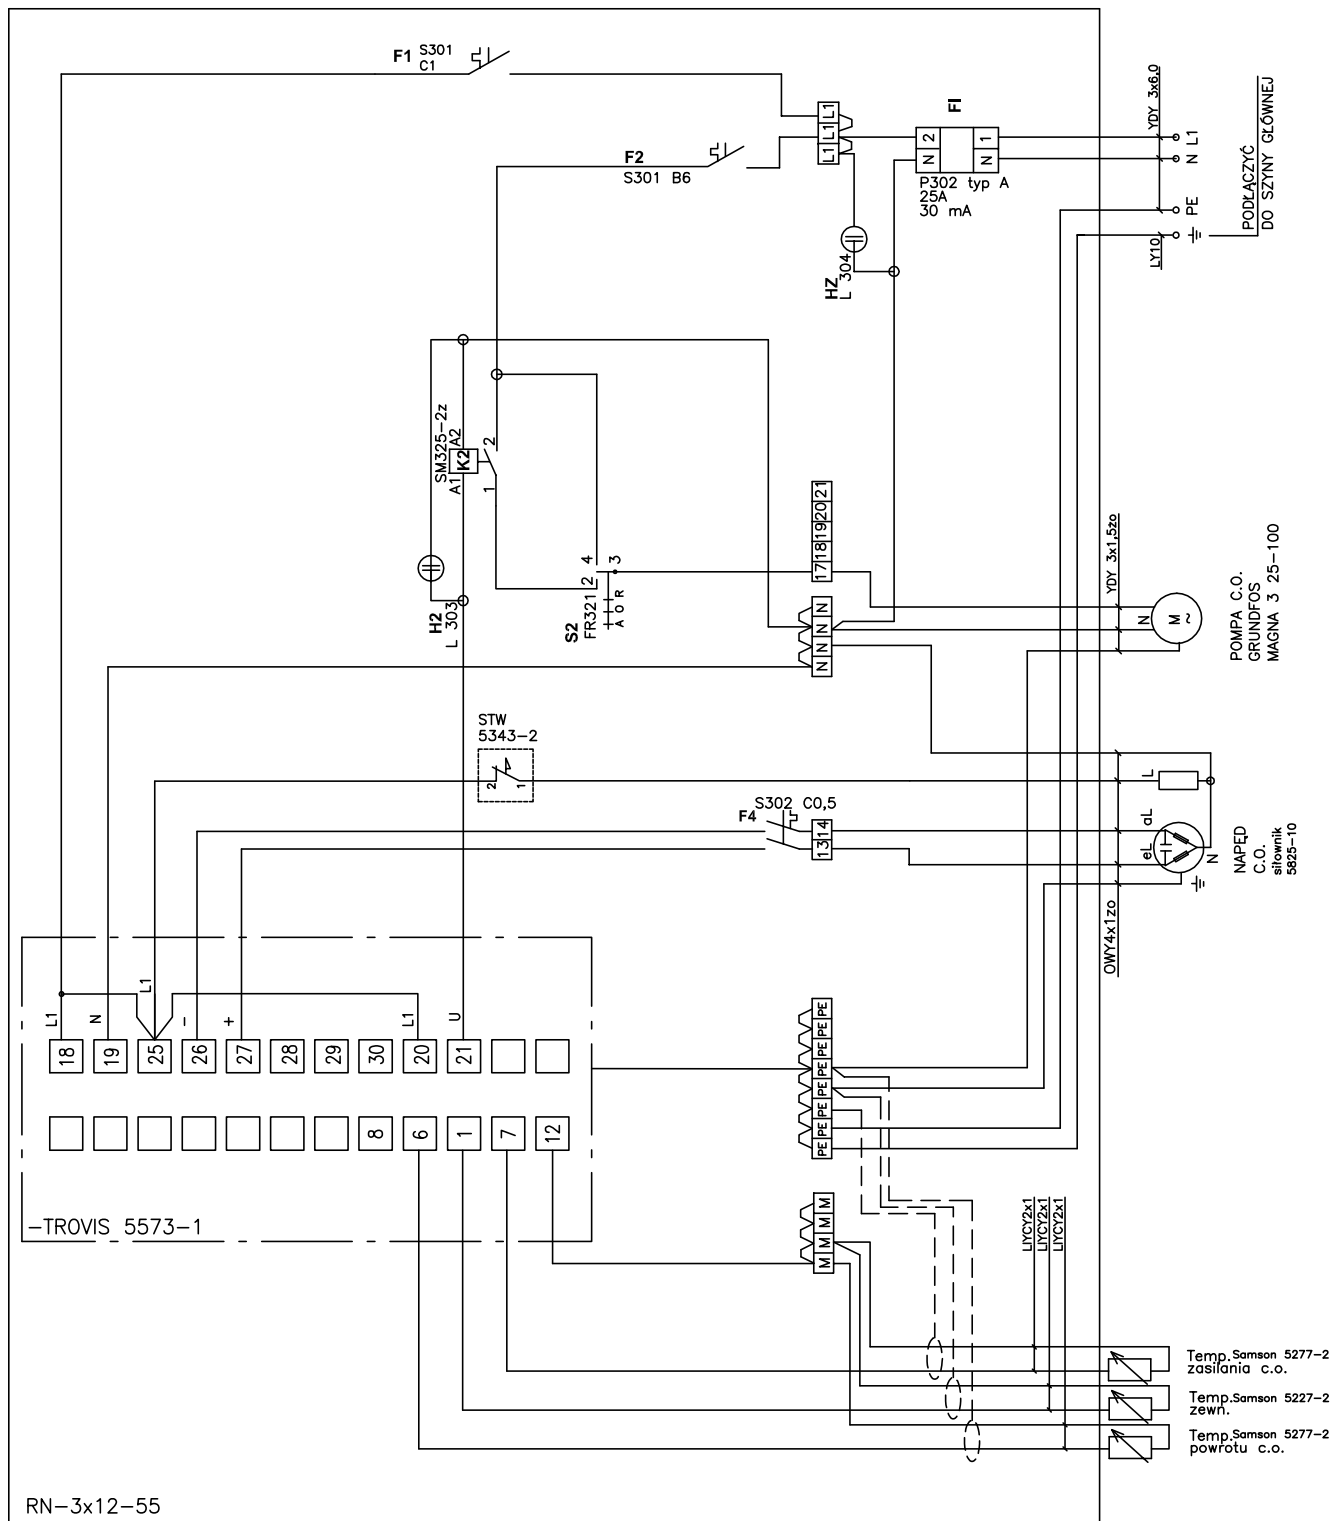 F1 S301
C1
F2
S301 B6
L1
L1
L1
FI
2 1
N N
P302 typ A
25A
30 mA
YDY 3x6,0
L1
N
PE
LY10
PODŁĄCZYĆ
DO SZYNY GŁÓWNEJ
HZ
L 304
SM325-2z
A1 K2 A2
1 2
H2
L 303
S2
FR321
A O R
2 4
3
17 18 19 20 21
N
N
N
N
YDY 3x1,5żo
N
M
~
POMPA C.O.
GRUNDFOS
MAGNA 3 25-100
STW
5343-2
2 1
F4 S302 C0,5
13 14
L
aL
eL
N
NAPĘD
C.O.
siłownik
5825-10
OWY4x1żo
L1 N L1 - + L1 U
18 19 25 26 27 28 29 30 20 21
8 6 1 7 12
-TROVIS 5573-1
PE
PE
PE
PE
PE
PE
PE
PE
M
M
M
M
LIYCY2x1
LIYCY2x1
LIYCY2x1
Temp. Samson 5277-2
zasilania c.o.
Temp. Samson 5227-2
zewn.
Temp. Samson 5277-2
powrotu c.o.
RN-3x12-55